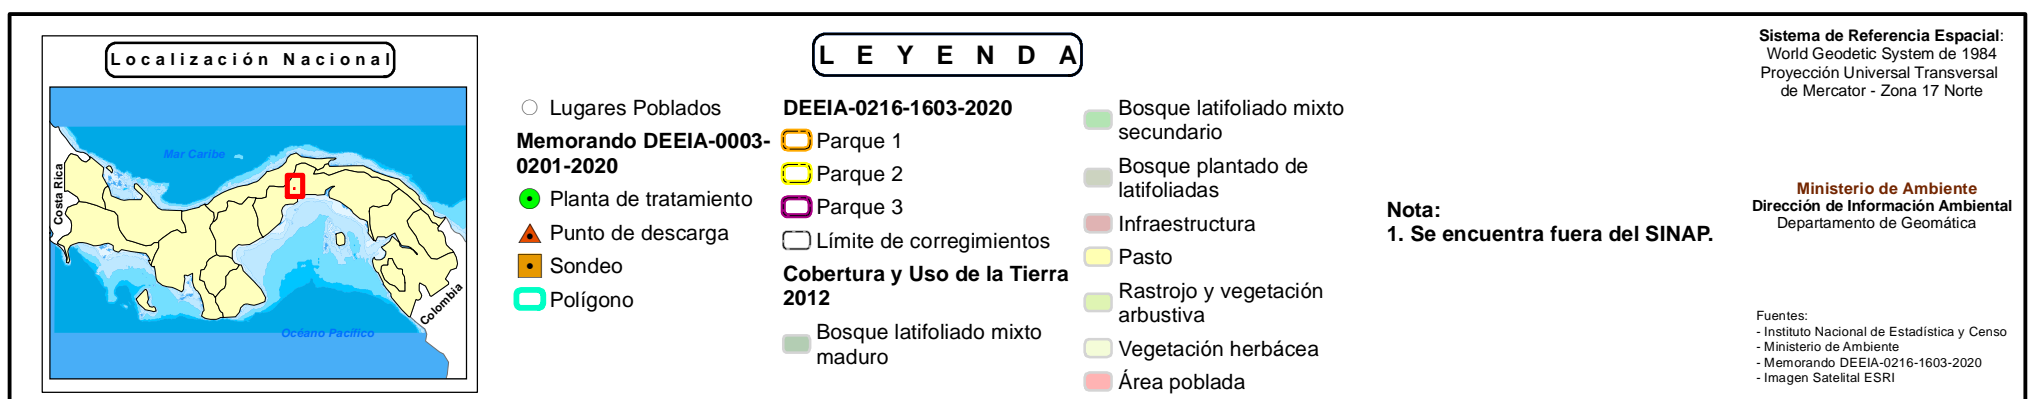 Localización Nacional
Mar Caribe
Costa Rica
Colombia
Océano Pacífico
LEYENDA
Lugares Poblados
Memorando DEEIA-0003-
0201-2020
Planta de tratamiento
Punto de descarga
Sondeo
Polígono
DEEIA-0216-1603-2020
Parque 1
Parque 2
Parque 3
Límite de corregimientos
Cobertura y Uso de la Tierra
2012
Bosque latifoliado mixto
maduro
Bosque latifoliado mixto
secundario
Bosque plantado de
latifoliadas
Infraestructura
Pasto
Rastrojo y vegetación
arbustiva
Vegetación herbácea
Área poblada
Nota:
1. Se encuentra fuera del SINAP.
Sistema de Referencia Espacial:
World Geodetic System de 1984
Proyección Universal Transversal
de Mercator - Zona 17 Norte
Ministerio de Ambiente
Dirección de Información Ambiental
Departamento de Geomática
Fuentes:
- Instituto Nacional de Estadística y Censo
- Ministerio de Ambiente
- Memorando DEEIA-0216-1603-2020
- Imagen Satelital ESRI